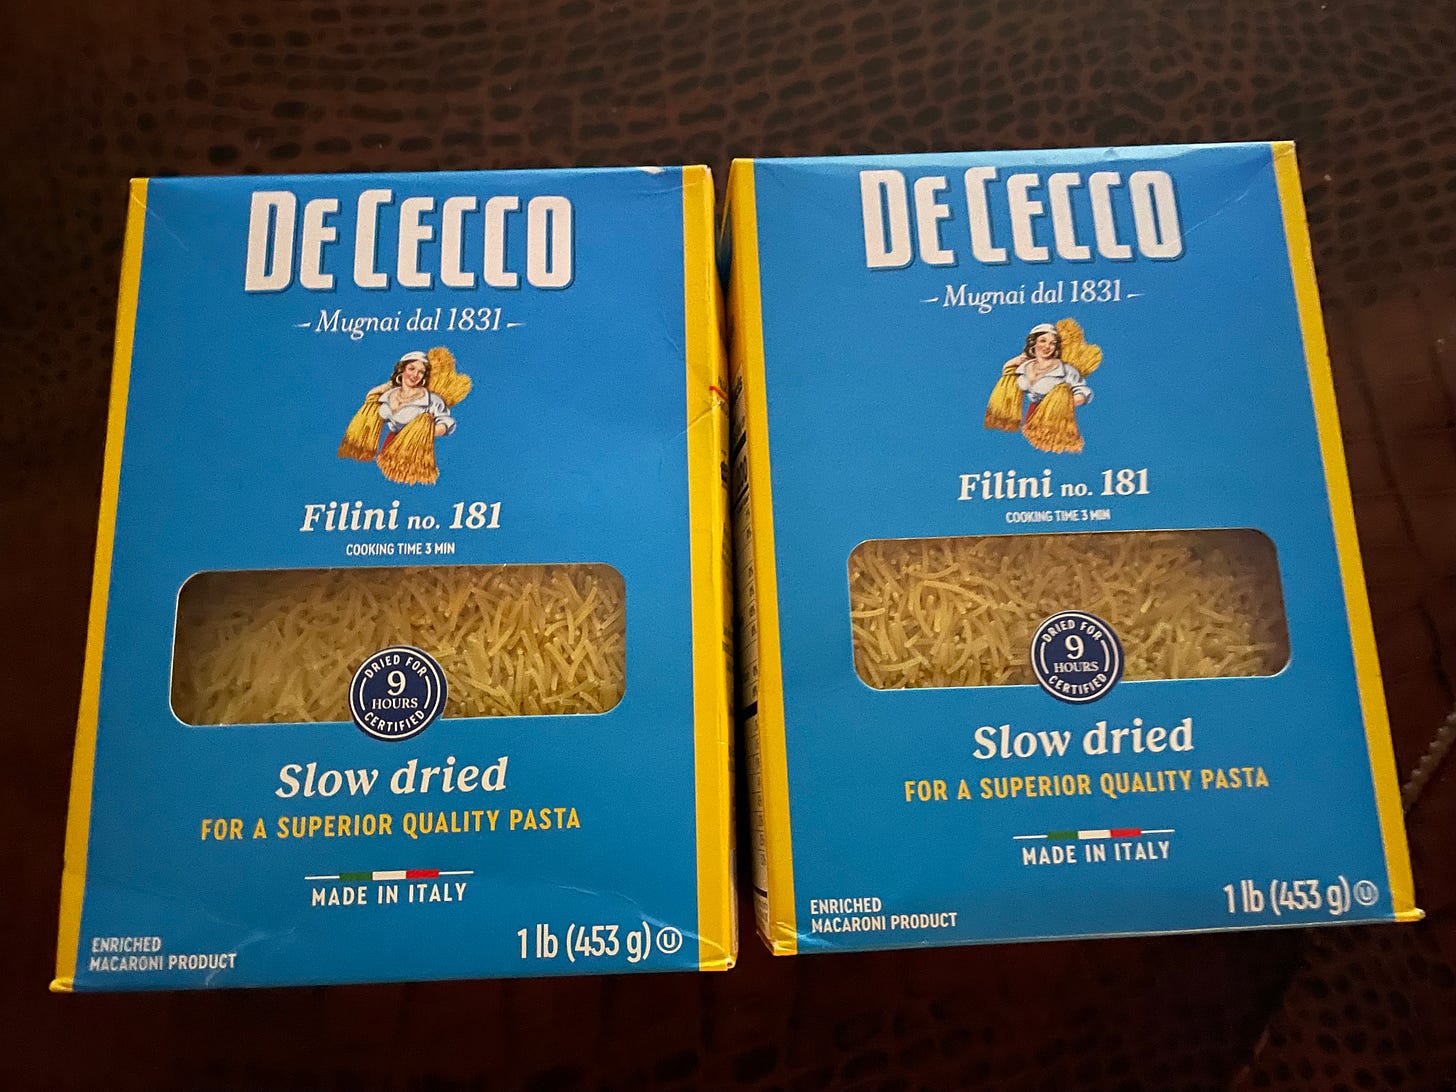 DE CECCO
Mugnai dal 1831
Filini no. 181
COOKING TIME 3 MIN
DRIED FOR
9
HOURS
CERTIFIED
Slow dried
FOR A SUPERIOR QUALITY PASTA
MADE IN ITALY
ENRICHED
MACARONI PRODUCT
1 lb (453 g) U
DE CECCO
Mugnai dal 1831
Filini no. 181
COOKING TIME 3 MIN
DRIED FOR
9
HOURS
CERTIFIED
Slow dried
FOR A SUPERIOR QUALITY PASTA
MADE IN ITALY
ENRICHED
MACARONI PRODUCT
1 lb (453 g) U